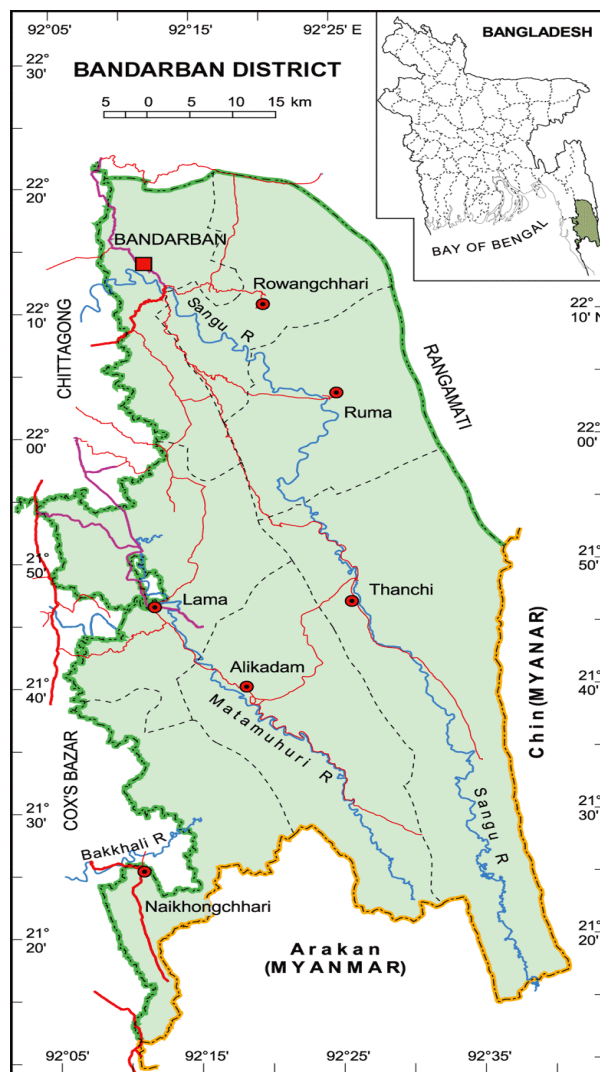 92°05' 92°15' 92°25' E
BANGLADESH
22°
30'
BANDARBAN DISTRICT
5 0 5 10 15 km
22°
20'
BAY OF BENGAL
BANDARBAN
Rowangchhari
22°
10'
22°
10' N
Sangu R
CHITTAGONG
RANGAMATI
Ruma
22°
00'
22°
00'
21°
50'
21°
50'
Thanchi
Lama
Alikadam
21°
40'
21°
40'
Matamuhuri R
Chin (MYANAR)
COX'S BAZAR
21°
30'
21°
30'
Sangu R
Bakkhali R
Naikhongchhari
21°
20'
21°
20'
Arakan
(MYANMAR)
92°05' 92°15' 92°25' 92°35'